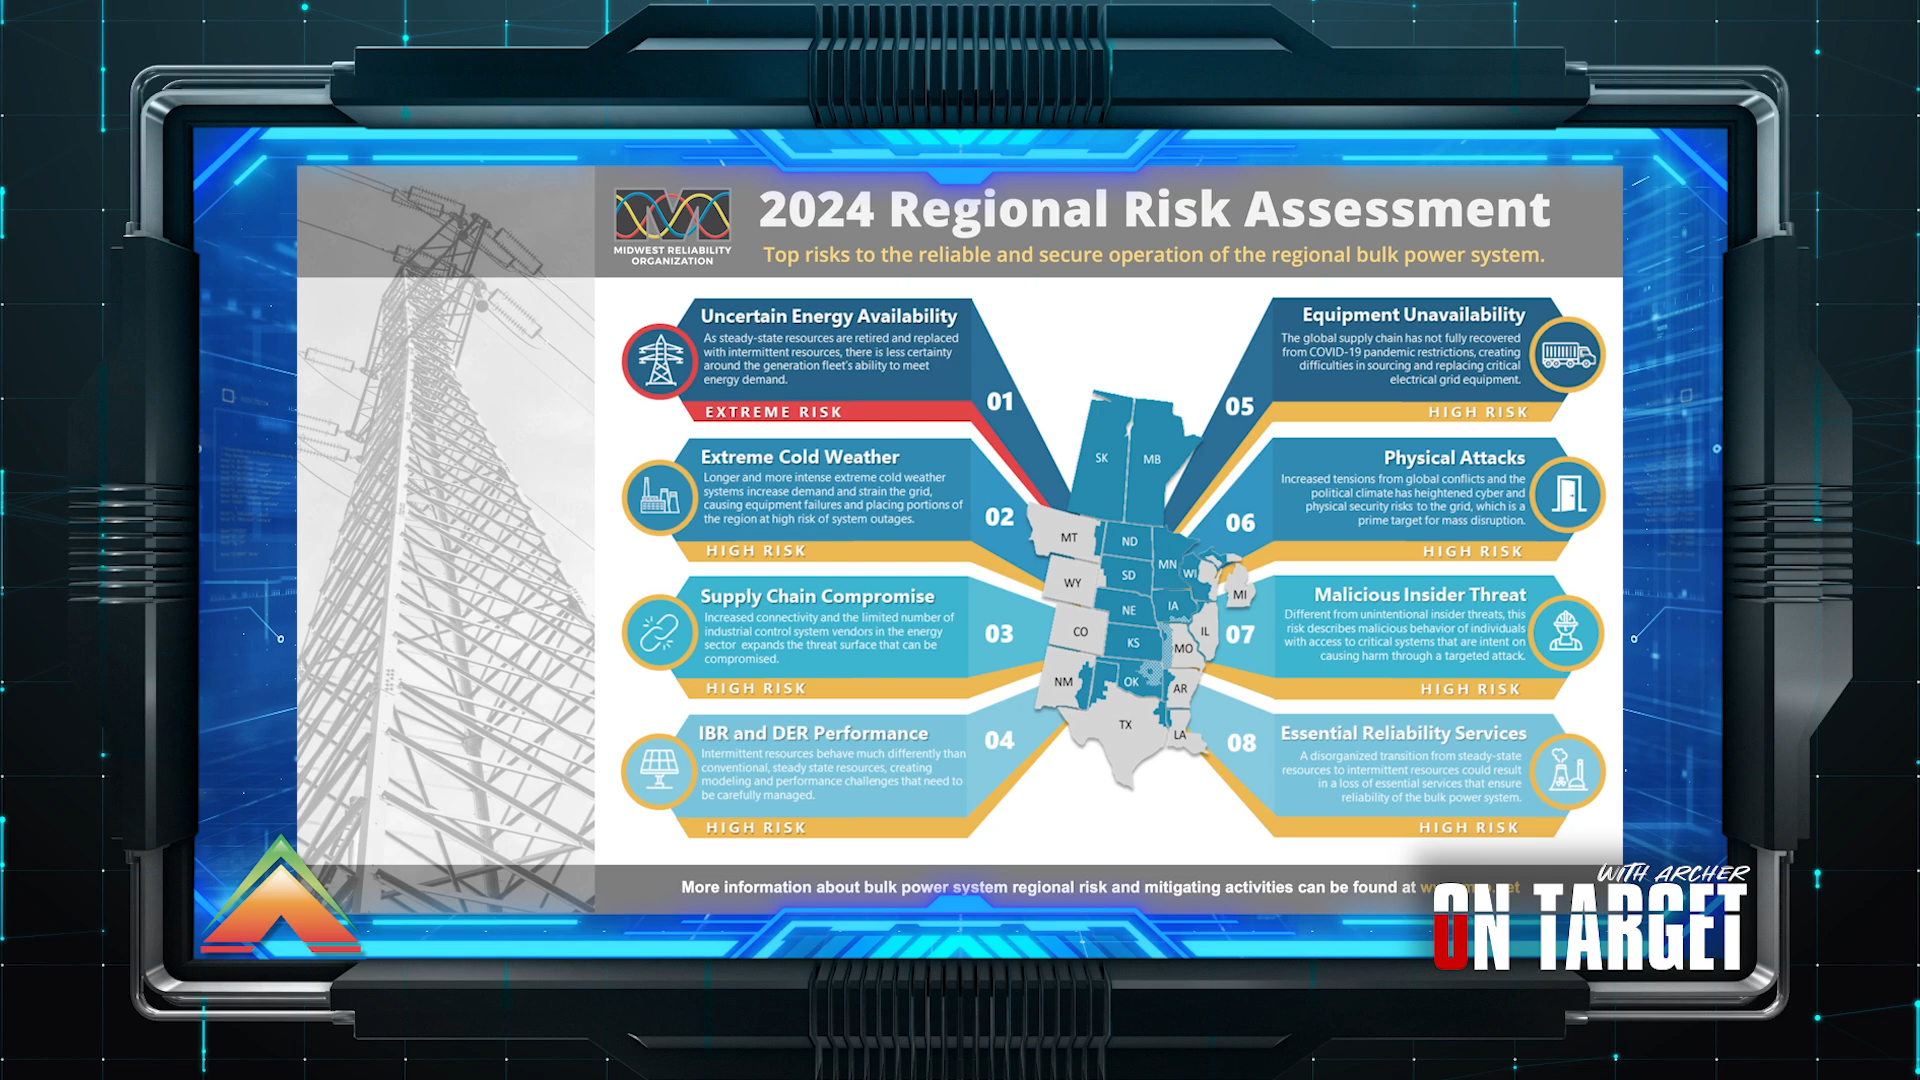 MIDWEST RELIABILITY
ORGANIZATION
2024 Regional Risk Assessment
Top risks to the reliable and secure operation of the regional bulk power system.
Uncertain Energy Availability
As steady-state resources are retired and replaced
with intermittent resources, there is less certainty
around the generation fleet's ability to meet
energy demand.
EXTREME RISK
01
Extreme Cold Weather
Longer and more intense extreme cold weather
systems increase demand and strain the grid,
causing equipment failures and placing portions of
the region at high risk of system outages.
HIGH RISK
02
Supply Chain Compromise
Increased connectivity and the limited number of
industrial control system vendors in the energy
sector expands the threat surface that can be
compromised.
HIGH RISK
03
IBR and DER Performance
Intermittent resources behave much differently than
conventional, steady state resources, creating
modeling and performance challenges that need to
be carefully managed.
HIGH RISK
04
SK
MB
MT
ND
MN
WI
WY
SD
MI
NE
IA
CO
KS
IL
MO
NM
OK
AR
TX
LA
Equipment Unavailability
The global supply chain has not fully recovered
from COVID-19 pandemic restrictions, creating
difficulties in sourcing and replacing critical
electrical grid equipment.
HIGH RISK
05
Physical Attacks
Increased tensions from global conflicts and the
political climate has heightened cyber and
physical security risks to the grid, which is a
prime target for mass disruption.
HIGH RISK
06
Malicious Insider Threat
Different from unintentional insider threats, this
risk describes malicious behavior of individuals
with access to critical systems that are intent on
causing harm through a targeted attack.
HIGH RISK
07
Essential Reliability Services
A disorganized transition from steady-state
resources to intermittent resources could result
in a loss of essential services that ensure
reliability of the bulk power system.
HIGH RISK
08
More information about bulk power system regional risk and mitigating activities can be found at
WITH ARCHER
ON TARGET